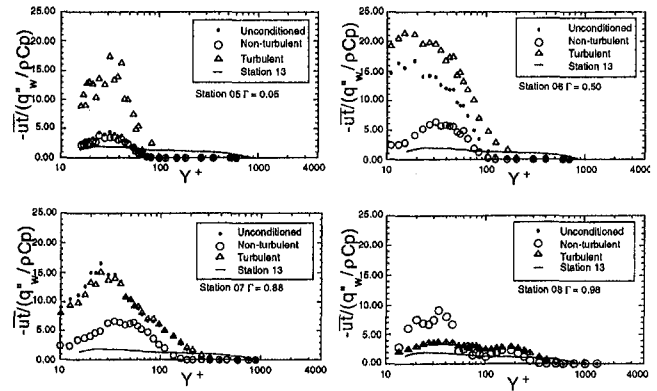 25.00
20.00
15.00
10.00
5.00
0.00
-ut/(q"w/ρCp)
Unconditioned
Non-turbulent
Turbulent
Station 13
Station 05 Γ = 0.05
10
100
1000
4000
Y+
25.00
20.00
15.00
10.00
5.00
0.00
-ut/(q"w/ρCp)
Unconditioned
Non-turbulent
Turbulent
Station 13
Station 06 Γ = 0.50
10
100
1000
4000
Y+
25.00
20.00
15.00
10.00
5.00
0.00
-ut/(q"w/ρCp)
Unconditioned
Non-turbulent
Turbulent
Station 13
Station 07 Γ = 0.88
10
100
1000
4000
Y+
25.00
20.00
15.00
10.00
5.00
0.00
-ut/(q"w/ρCp)
Unconditioned
Non-turbulent
Turbulent
Station 13
Station 08 Γ = 0.98
10
100
1000
4000
Y+